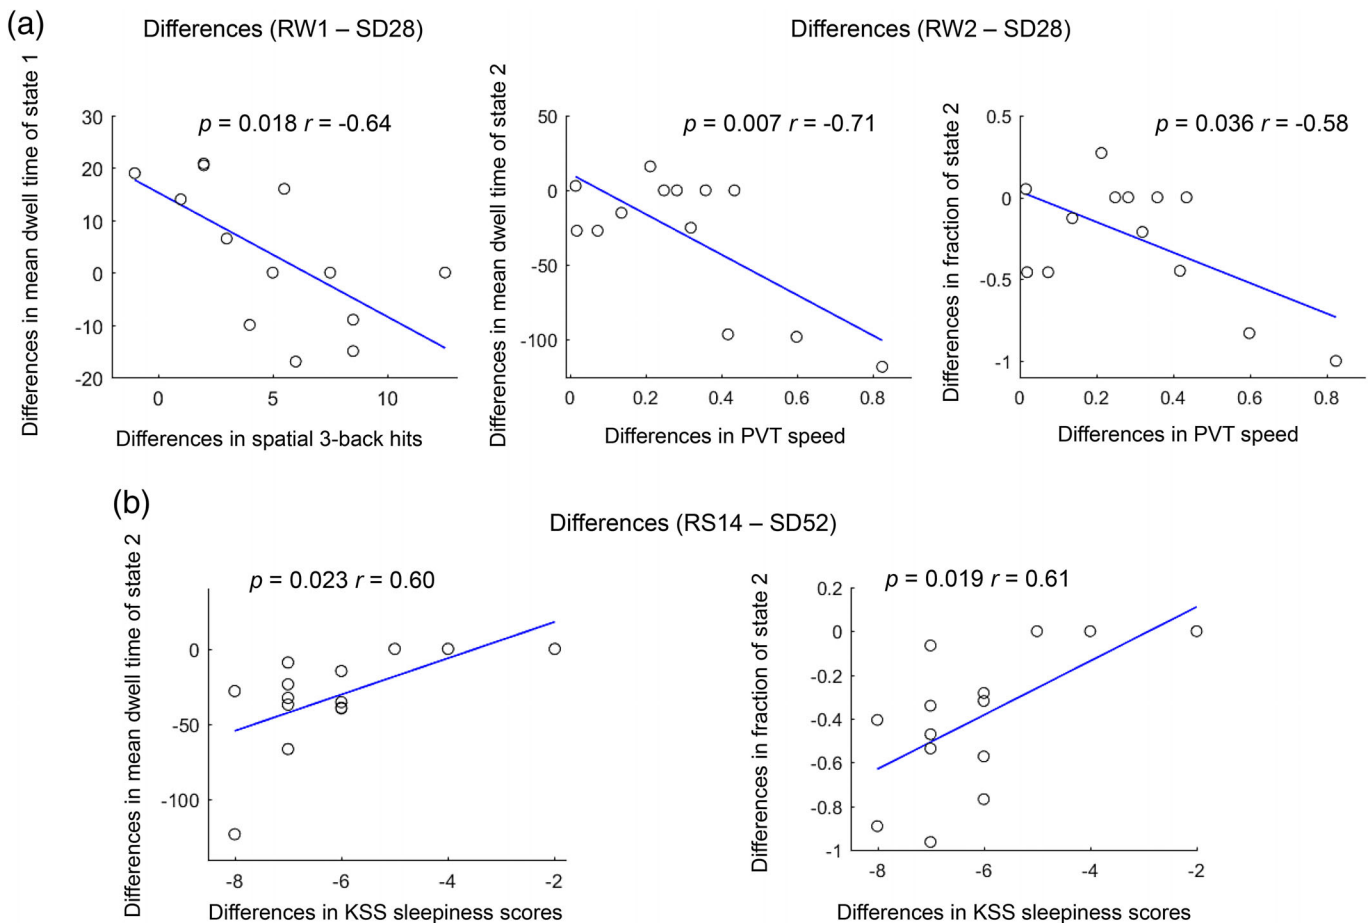 (a)
Differences (RW1 – SD28)
Differences (RW2 – SD28)
Differences in mean dwell time of state 1
30
20
10
0
-10
-20
p = 0.018 r = -0.64
0
5
10
Differences in spatial 3-back hits
Differences in mean dwell time of state 2
50
0
-50
-100
p = 0.007 r = -0.71
0
0.2
0.4
0.6
0.8
Differences in PVT speed
Differences in fraction of state 2
0.5
0
-0.5
-1
p = 0.036 r = -0.58
0
0.2
0.4
0.6
0.8
Differences in PVT speed
(b)
Differences (RS14 – SD52)
Differences in mean dwell time of state 2
0
-50
-100
p = 0.023 r = 0.60
-8
-6
-4
-2
Differences in KSS sleepiness scores
Differences in fraction of state 2
0.2
0
-0.2
-0.4
-0.6
-0.8
-1
p = 0.019 r = 0.61
-8
-6
-4
-2
Differences in KSS sleepiness scores